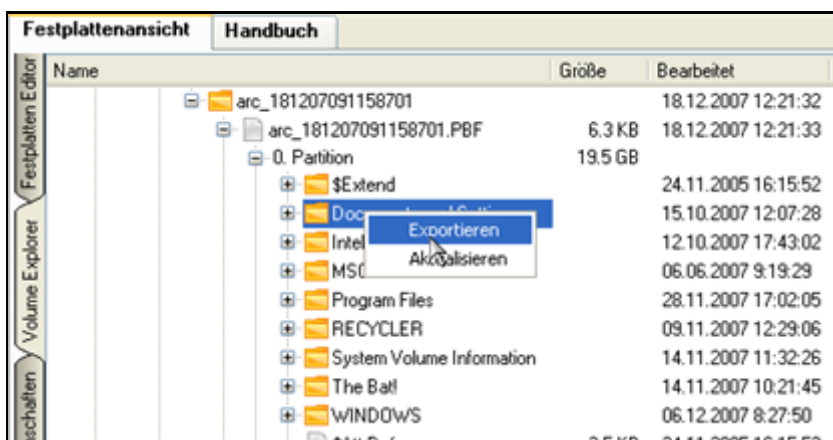 Festplattenansicht Handbuch
Name Größe Bearbeitet
arc_181207091158701 18.12.2007 12:21:32
arc_181207091158701.PBF 6.3 KB 18.12.2007 12:21:33
0. Partition 19.5 GB
$Extend 24.11.2005 16:15:52
15.10.2007 12:07:28
Exportieren
Intel 12.10.2007 17:43:02
Aktualisieren
06.06.2007 9:19:29
Program Files 28.11.2007 17:02:05
RECYCLER 09.11.2007 12:29:06
System Volume Information 14.11.2007 11:32:26
The Bat! 14.11.2007 10:21:45
WINDOWS 06.12.2007 8:27:50
Festplatten Editor
Volume Explorer